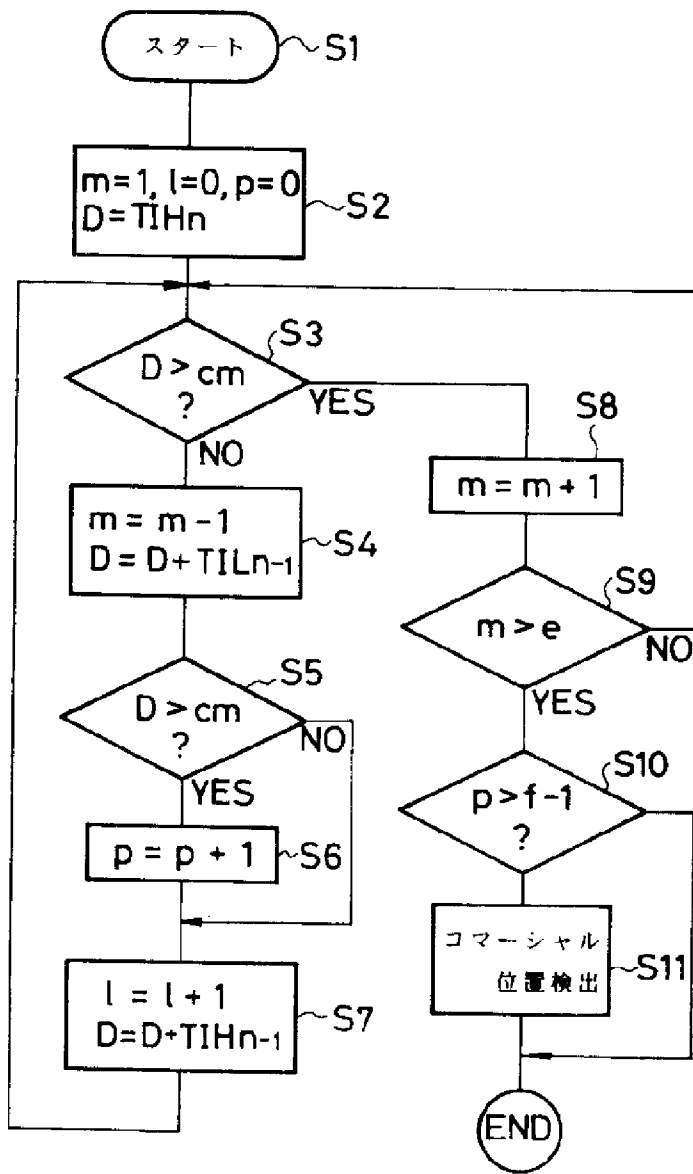 スタート
S1
m=1, l=0, p=0
D=TIHn
S2
S3
D > cm
?
YES
NO
m = m -1
D = D + TILn-1
S4
S5
D > cm
?
NO
YES
p = p + 1
S6
l = l + 1
D=D+TIHn-1
S7
S8
m = m + 1
S9
m > e
NO
YES
S10
p > f -1
?
コマーシャル
位置検出
S11
END